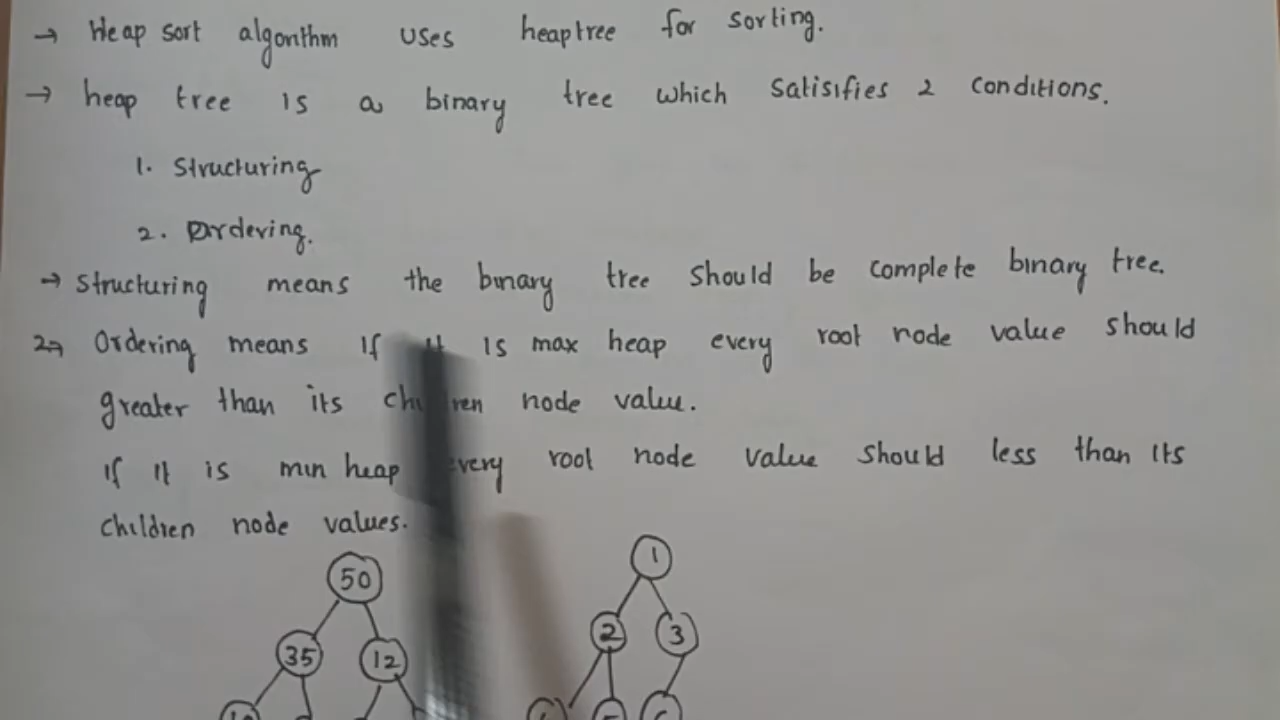 → Heap sort algorithm uses heaptree for sorting.
→ heap tree is a binary tree which satisifies 2 conditions.
1. Structuring
2. Ordering.
→ Structuring means the binary tree should be complete binary tree.
2→ Ordering means if it is max heap every root node value should
greater than its node value.
if it is min heap every root node value should less than its
children node values.
50
1
35 12
2 3